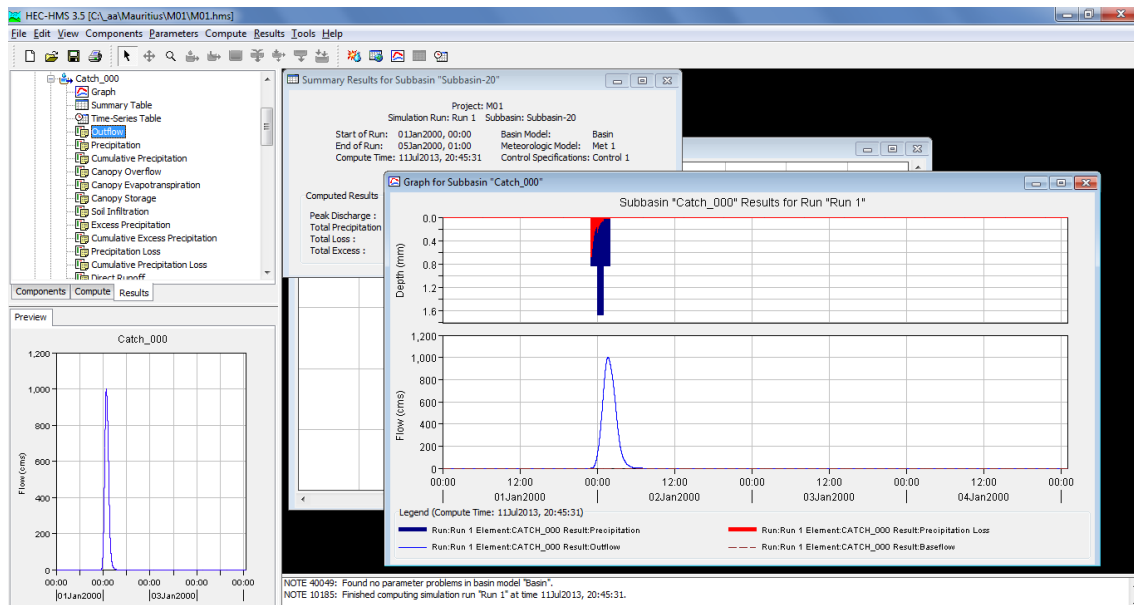 HEC-HMS 3.5 [C:\_aa\Mauritius\M01\M01.hms]
File Edit View Components Parameters Compute Results Tools Help
Catch_000
Graph
Summary Table
Time-Series Table
Outflow
Precipitation
Cumulative Precipitation
Canopy Overflow
Canopy Evapotranspiration
Canopy Storage
Soil Infiltration
Excess Precipitation
Cumulative Excess Precipitation
Precipitation Loss
Cumulative Precipitation Loss
Direct Runoff
Components Compute Results
Preview
Catch_000
1,200
1,000
800
600
400
200
0
Flow (cms)
00:00 00:00 00:00 00:00 00:00
01Jan2000 03Jan2000
Summary Results for Subbasin "Subbasin-20"
Project: M01
Simulation Run: Run 1 Subbasin: Subbasin-20
Start of Run: 01Jan2000, 00:00 Basin Model: Basin
End of Run: 05Jan2000, 01:00 Meteorologic Model: Met 1
Compute Time: 11Jul2013, 20:45:31 Control Specifications: Control 1
Computed Results
Peak Discharge :
Total Precipitation
Total Loss :
Total Excess :
Graph for Subbasin "Catch_000"
Subbasin "Catch_000" Results for Run "Run 1"
0.0
0.4
0.8
1.2
1.6
Depth (mm)
1,200
1,000
800
600
400
200
0
Flow (cms)
00:00 12:00 00:00 12:00 00:00 12:00 00:00 12:00 00:00
01Jan2000 02Jan2000 03Jan2000 04Jan2000
Legend (Compute Time: 11Jul2013, 20:45:31)
Run:Run 1 Element:CATCH_000 Result:Precipitation
Run:Run 1 Element:CATCH_000 Result:Precipitation Loss
Run:Run 1 Element:CATCH_000 Result:Outflow
Run:Run 1 Element:CATCH_000 Result:Baseflow
NOTE 40049: Found no parameter problems in basin model "Basin".
NOTE 10185: Finished computing simulation run "Run 1" at time 11Jul2013, 20:45:31.